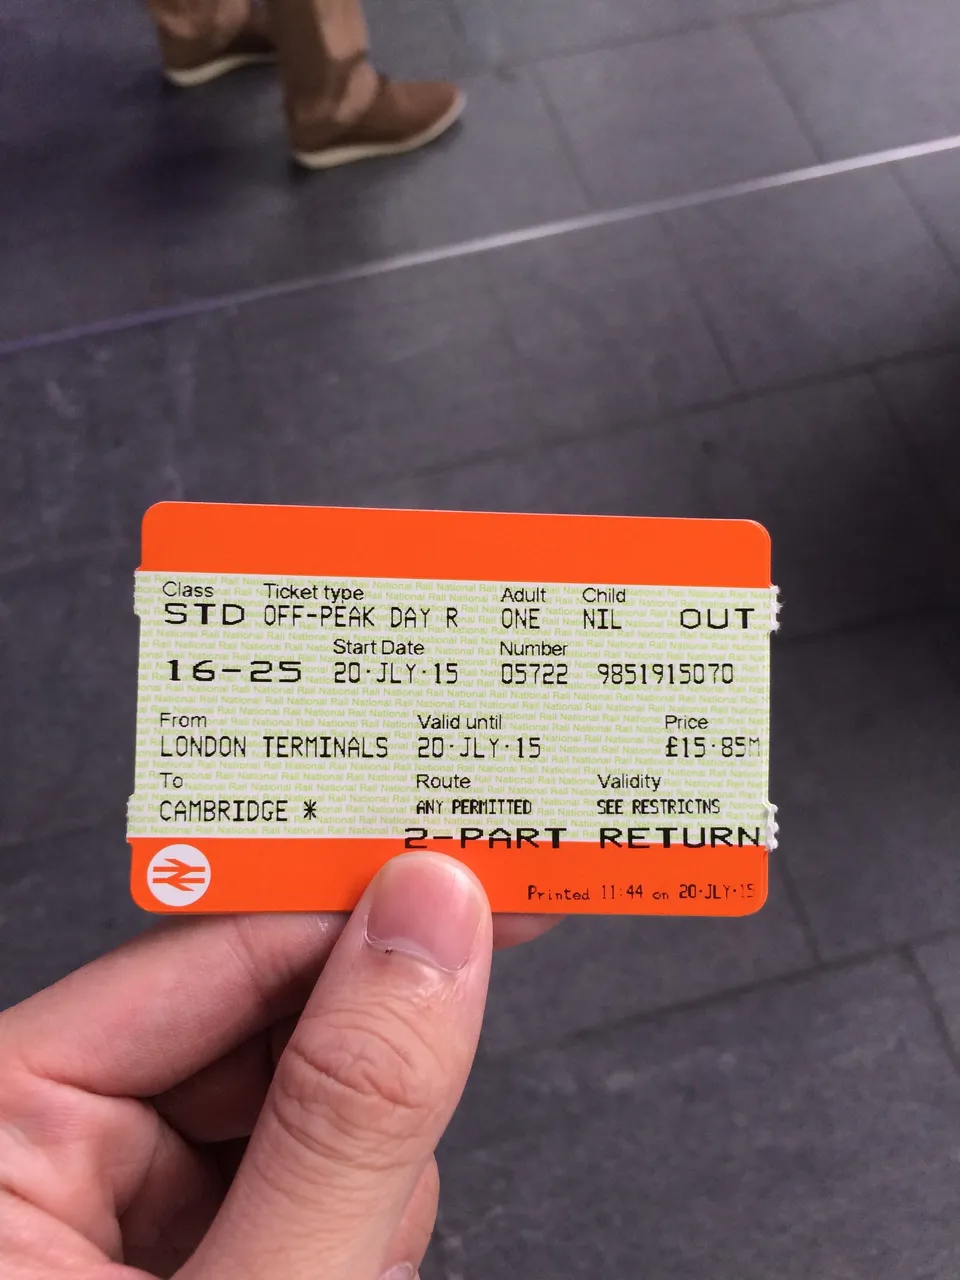 Class Ticket type Adult Child
STD OFF-PEAK DAY R ONE NIL OUT
Start Date Number
16-25 20·JLY·15 05722 9851915070
From Valid until Price
LONDON TERMINALS 20·JLY·15 £15·85M
To Route Validity
CAMBRIDGE * ANY PERMITTED SEE RESTRICTNS
2-PART RETURN
Printed 11:44 on 20·JLY·15